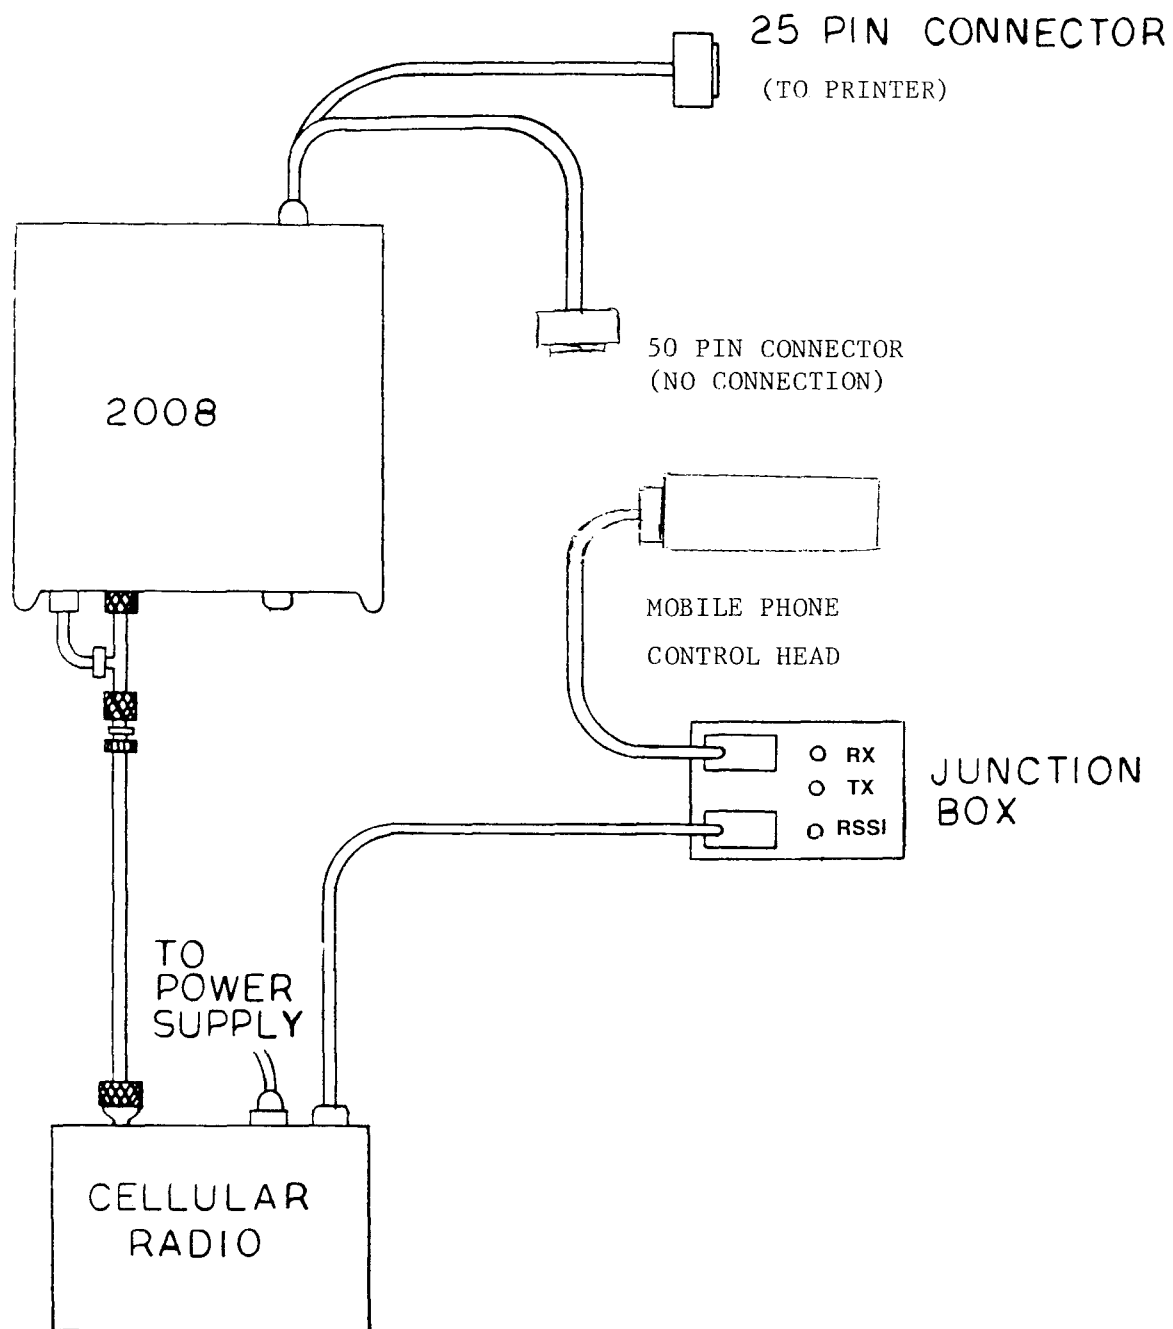 25 PIN CONNECTOR
(TO PRINTER)
50 PIN CONNECTOR
(NO CONNECTION)
2008
MOBILE PHONE
CONTROL HEAD
RX
TX
RSSI
JUNCTION
BOX
TO
POWER
SUPPLY
CELLULAR
RADIO